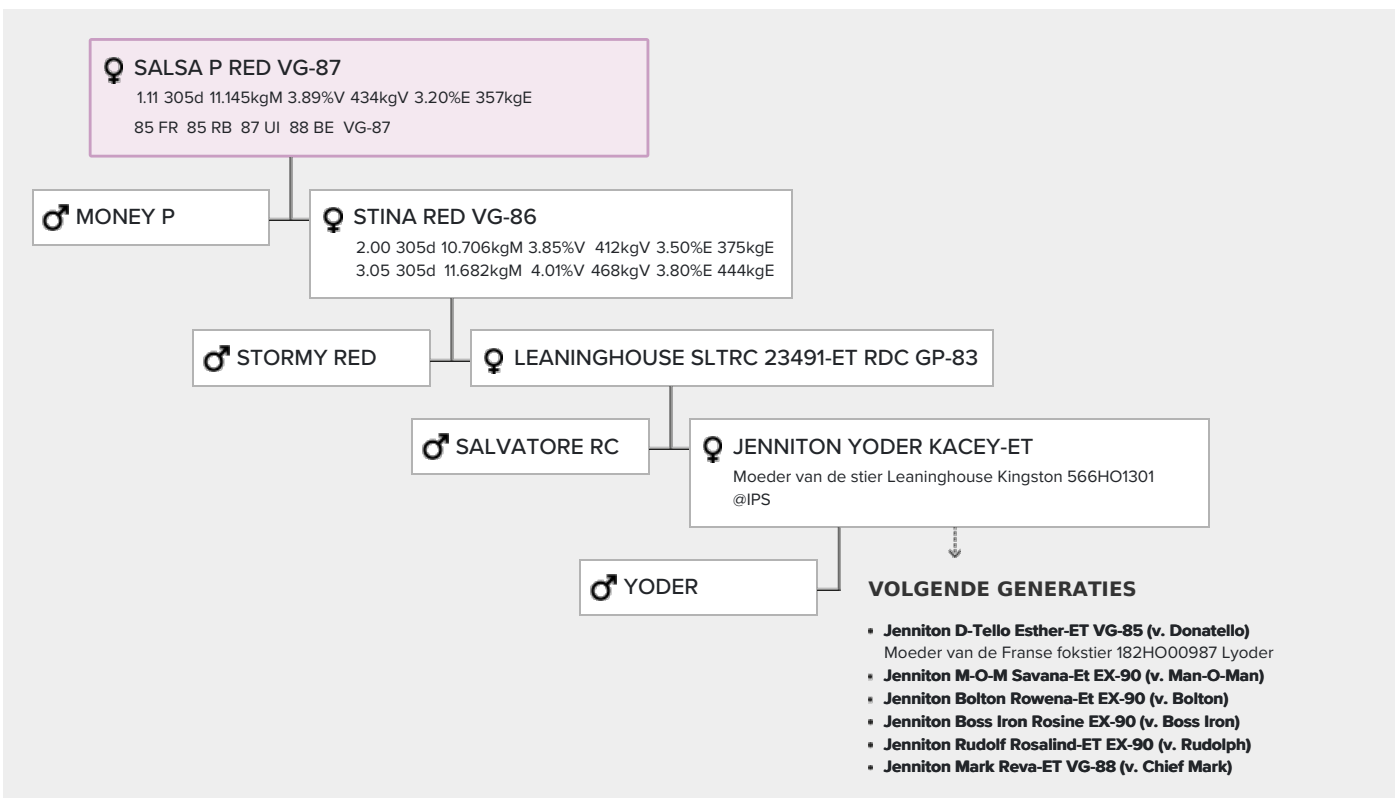 SALSA P RED VG-87
1.11 305d 11.145kgM 3.89%V 434kgV 3.20%E 357kgE
85 FR 85 RB 87 UI 88 BE VG-87
MONEY P
STINA RED VG-86
2.00 305d 10.706kgM 3.85%V 412kgV 3.50%E 375kgE
3.05 305d 11.682kgM 4.01%V 468kgV 3.80%E 444kgE
STORMY RED
LEANINGHOUSE SLTRC 23491-ET RDC GP-83
SALVATORE RC
JENNITON YODER KACEY-ET
Moeder van de stier Leaninghouse Kingston 566HO1301
@IPS
YODER
VOLGENDE GENERATIES
▪ Jenniton D-Tello Esther-ET VG-85 (v. Donatello)
Moeder van de Franse fokstier 182HO00987 Lyoder
▪ Jenniton M-O-M Savana-Et EX-90 (v. Man-O-Man)
▪ Jenniton Bolton Rowena-Et EX-90 (v. Bolton)
▪ Jenniton Boss Iron Rosine EX-90 (v. Boss Iron)
▪ Jenniton Rudolf Rosalind-ET EX-90 (v. Rudolph)
▪ Jenniton Mark Reva-ET VG-88 (v. Chief Mark)